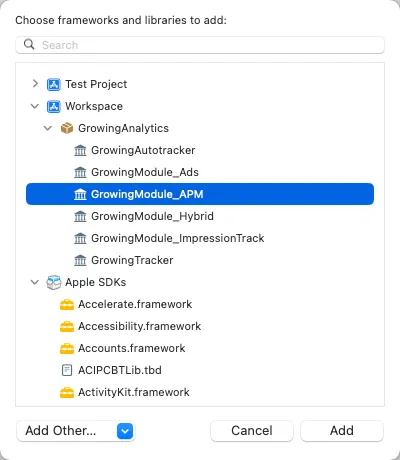 Choose frameworks and libraries to add:
Search
Test Project
Workspace
GrowingAnalytics
GrowingAutotracker
GrowingModule_Ads
GrowingModule_APM
GrowingModule_Hybrid
GrowingModule_ImpressionTrack
GrowingTracker
Apple SDKs
Accelerate.framework
Accessibility.framework
Accounts.framework
ACIPCBTLib.tbd
ActivityKit.framework
Add Other... Cancel Add